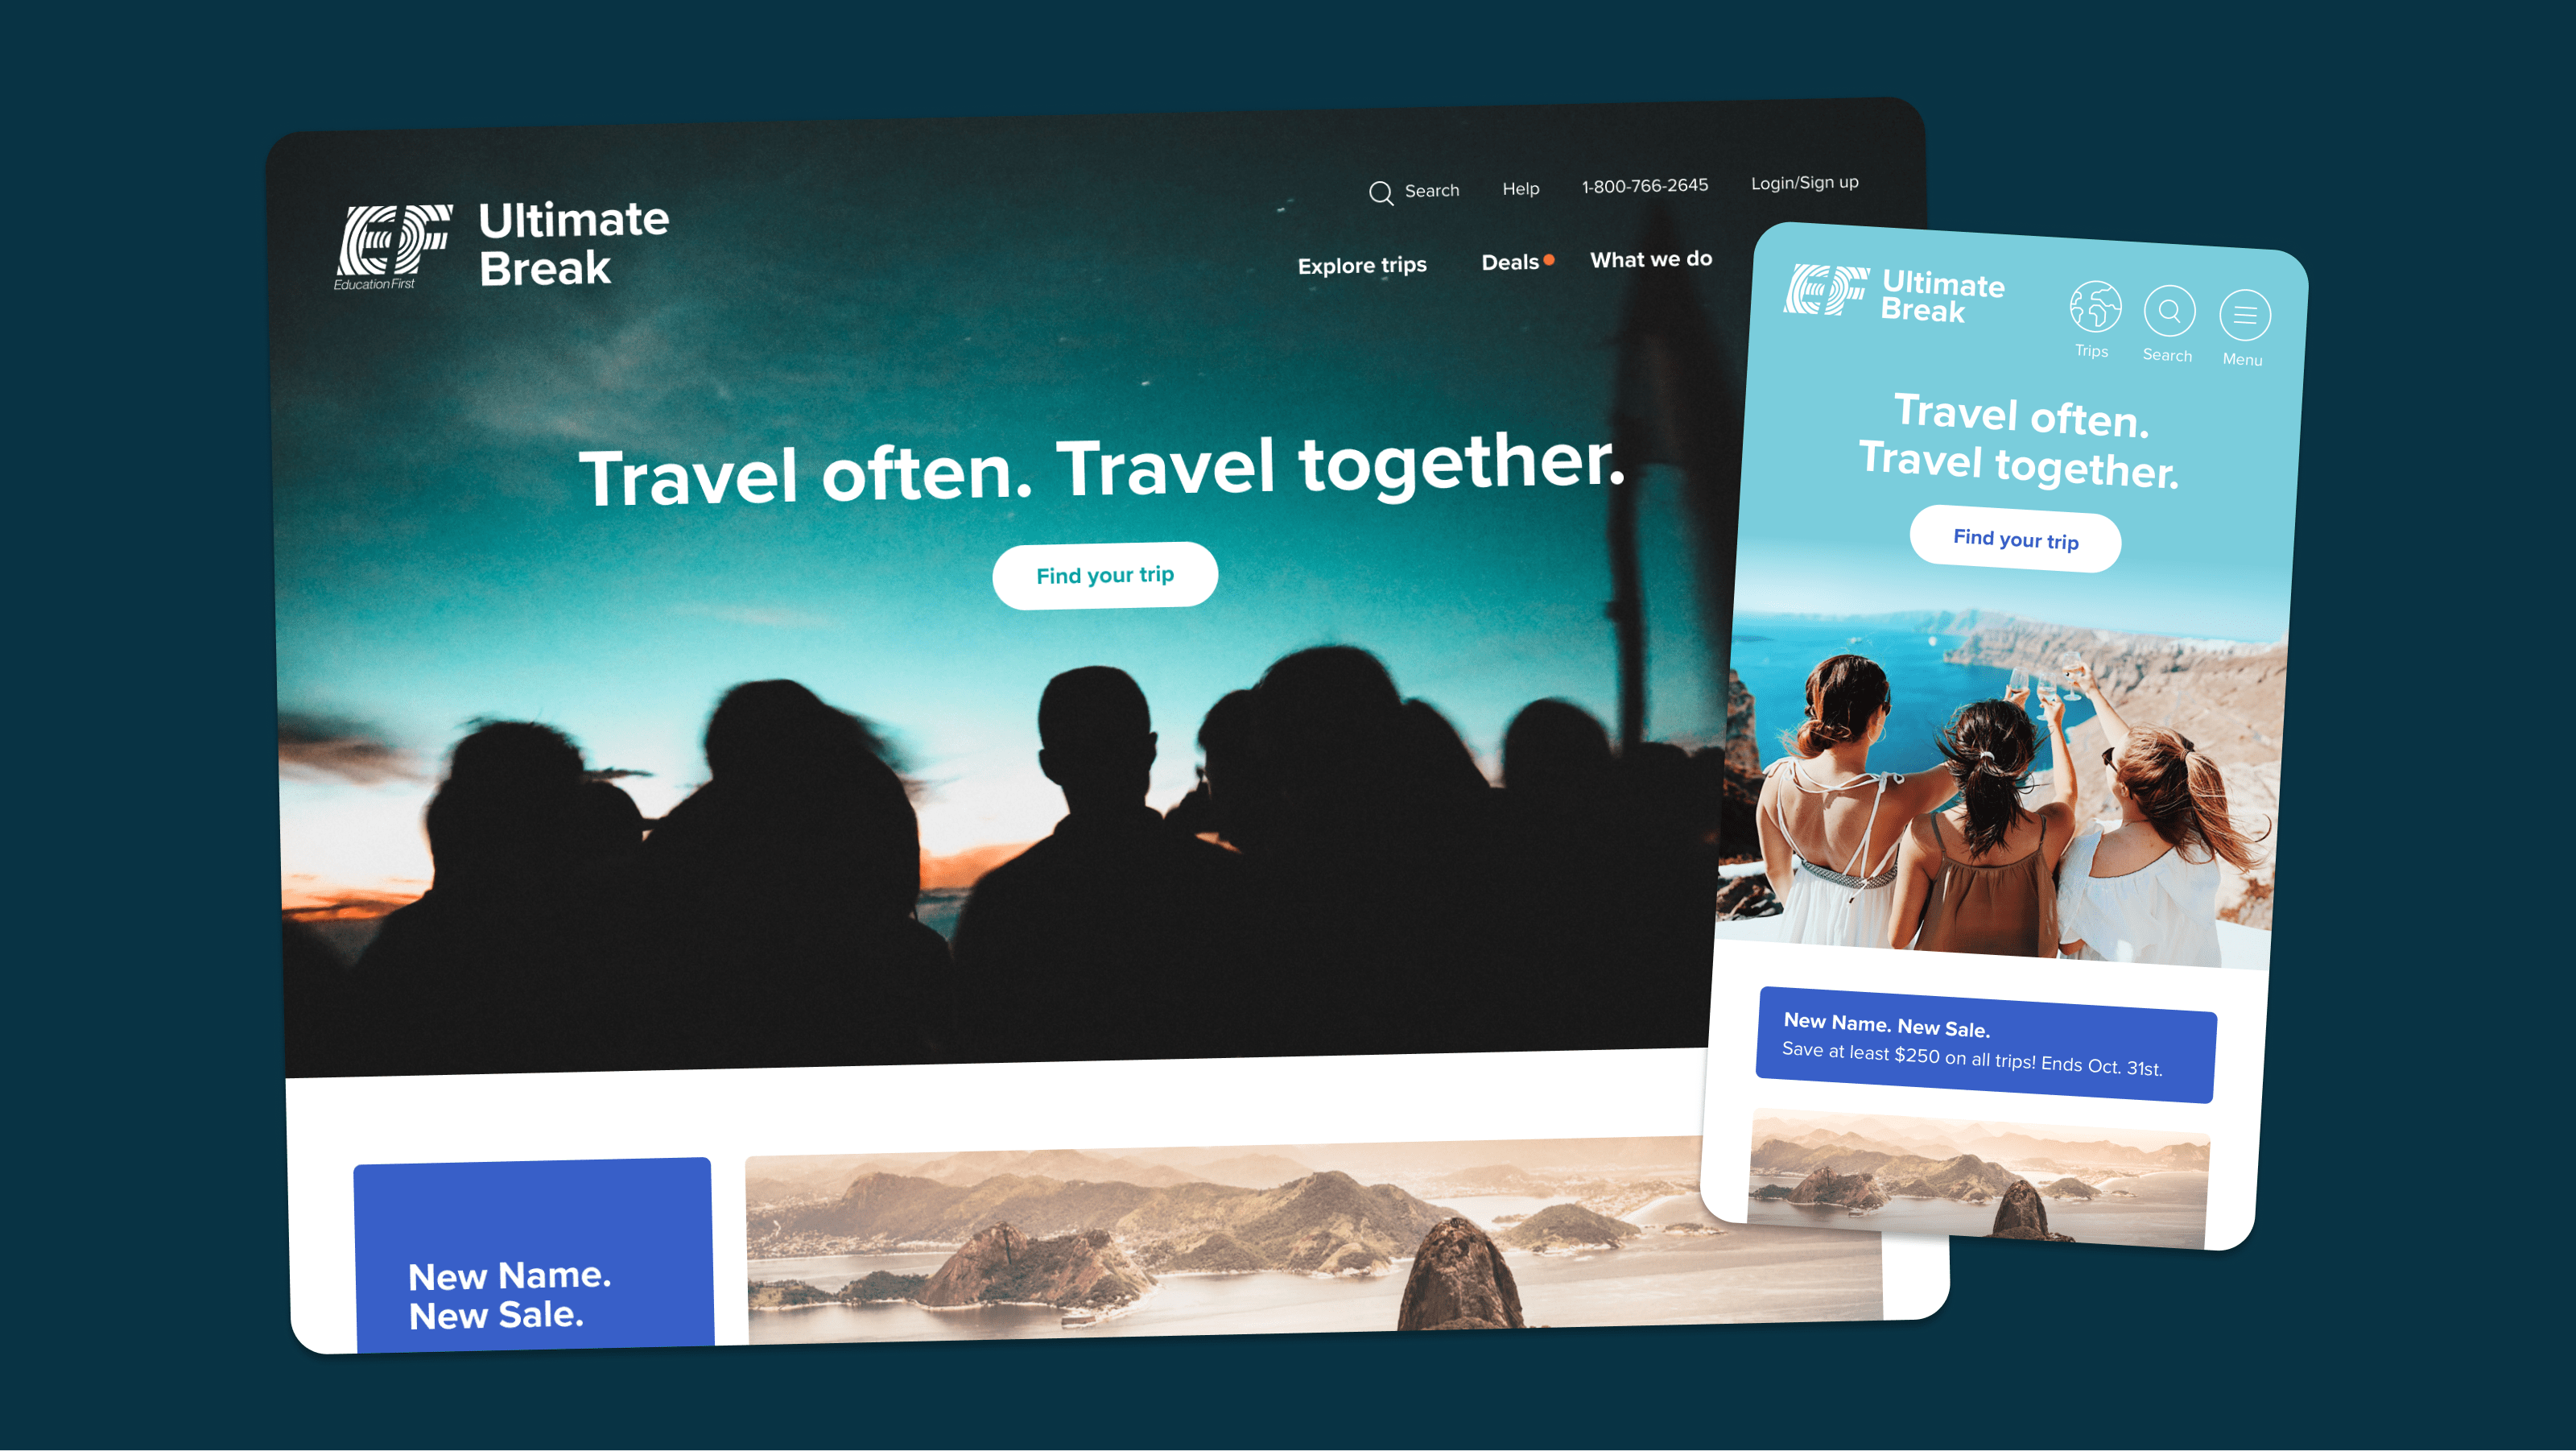 EF
Education First
Ultimate
Break
Search Help 1-800-766-2645 Login/Sign up
Explore trips Deals What we do
Travel often. Travel together.
Find your trip
New Name.
New Sale.
EF
Ultimate
Break
Trips Search Menu
Travel often.
Travel together.
Find your trip
New Name. New Sale.
Save at least $250 on all trips! Ends Oct. 31st.